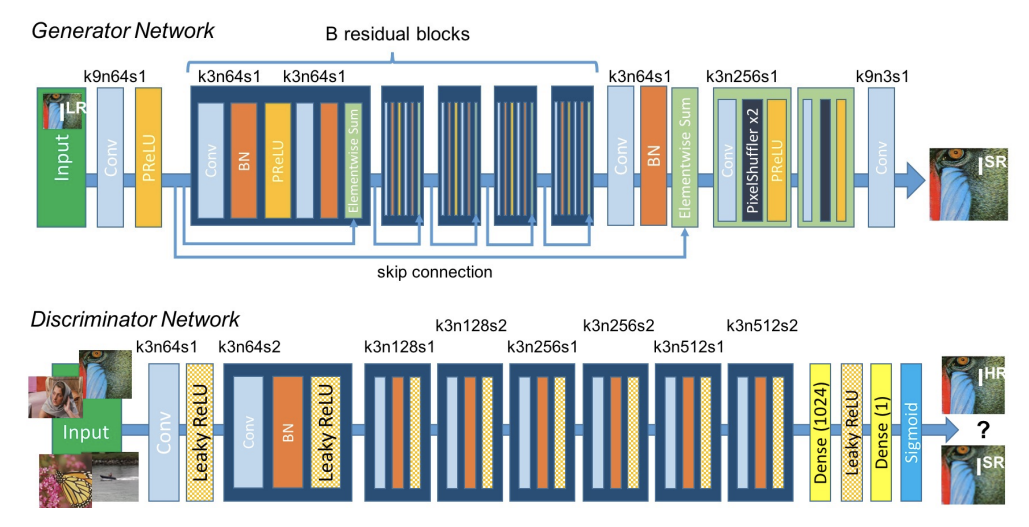 Generator Network
B residual blocks
k9n64s1
k3n64s1
k3n64s1
k3n64s1
k3n256s1
k9n3s1
I^LR
Input
Conv
PReLU
Conv
BN
PReLU
Elementwise Sum
Conv
BN
Elementwise Sum
Conv
PixelShuffler x2
PReLU
Conv
I^SR
skip connection
Discriminator Network
k3n128s2
k3n256s2
k3n512s2
k3n64s1
k3n64s2
k3n128s1
k3n256s1
k3n512s1
Input
Conv
Leaky ReLU
Conv
BN
Leaky ReLU
Dense (1024)
Leaky ReLU
Dense (1)
Sigmoid
I^HR
?
I^SR